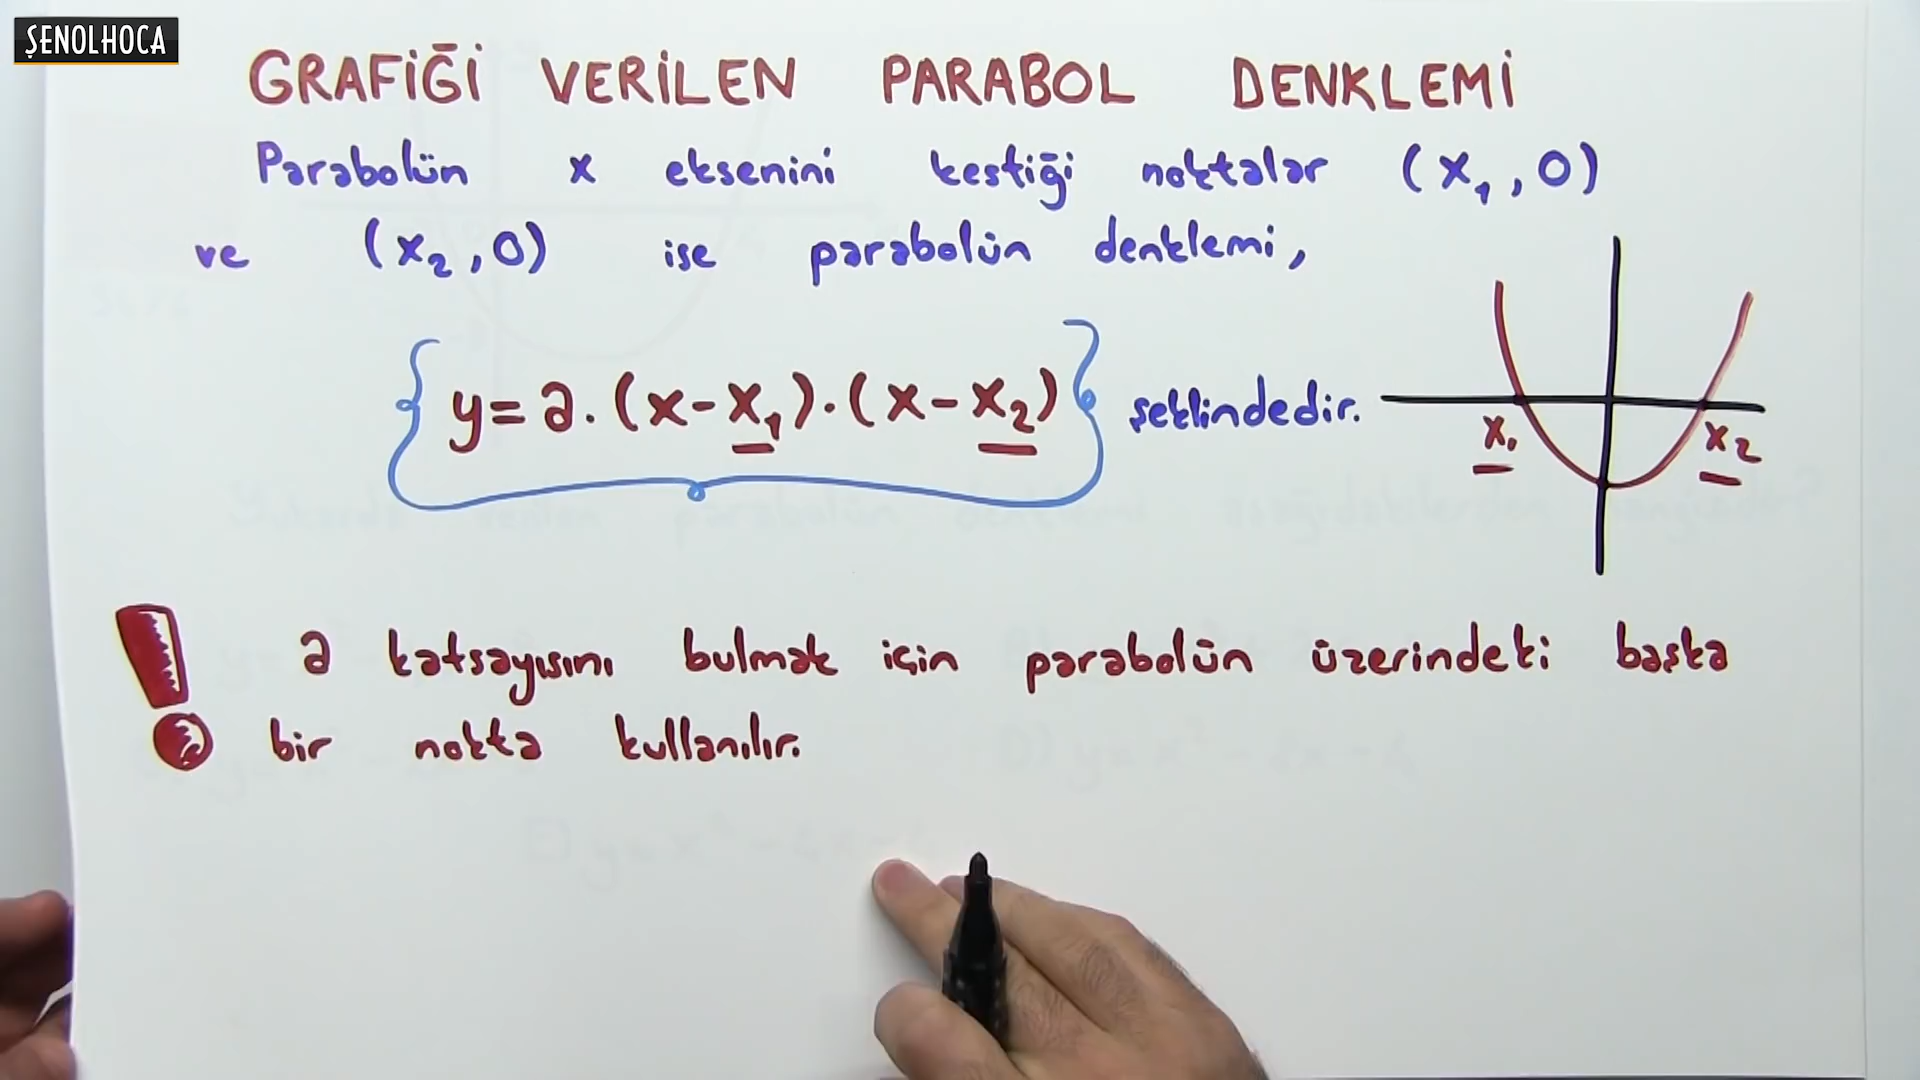 ŞENOLHOCA
GRAFİĞİ VERİLEN PARABOL DENKLEMİ
Parabolün x eksenini kestiği noktalar (x₁,0)
ve (x₂,0) ise parabolün denklemi,
y=a.(x-x₁).(x-x₂) şeklindedir.
x₁ x₂
! a katsayısını bulmak için parabolün üzerindeki başka
bir nokta kullanılır.